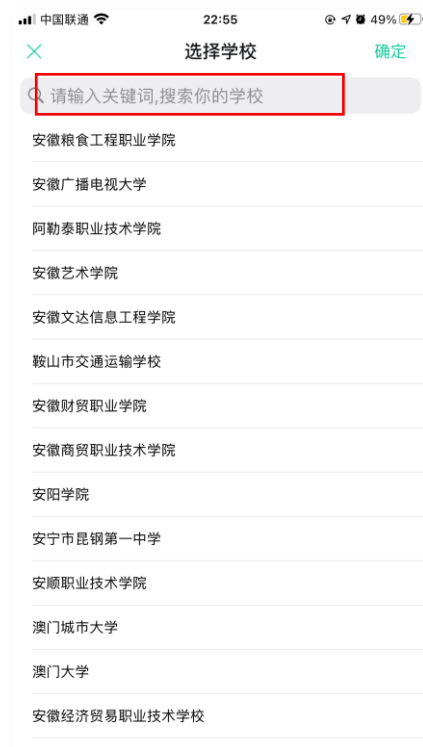 中国联通 22:55 49%
选择学校 确定
请输入关键词,搜索你的学校
安徽粮食工程职业学院
安徽广播电视大学
阿勒泰职业技术学院
安徽艺术学院
安徽文达信息工程学院
鞍山市交通运输学校
安徽财贸职业学院
安徽商贸职业技术学院
安阳学院
安宁市昆钢第一中学
安顺职业技术学院
澳门城市大学
澳门大学
安徽经济贸易职业技术学校